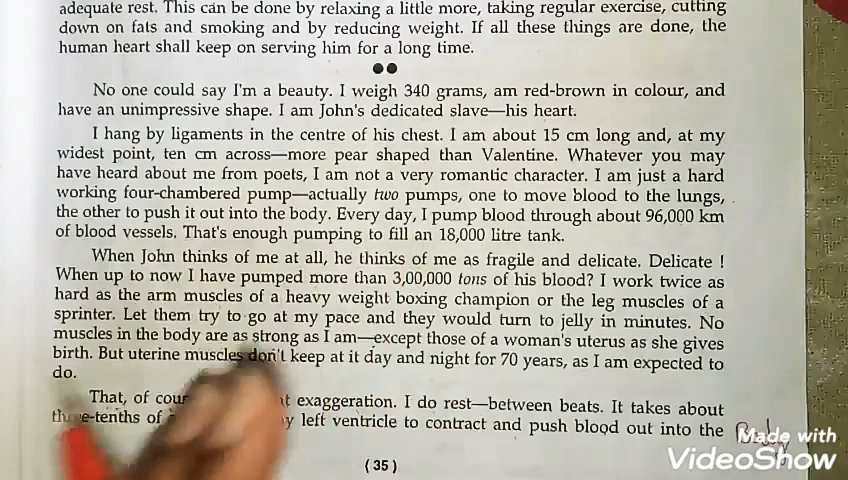 adequate rest. This can be done by relaxing a little more, taking regular exercise, cutting
down on fats and smoking and by reducing weight. If all these things are done, the
human heart shall keep on serving him for a long time.
No one could say I'm a beauty. I weigh 340 grams, am red-brown in colour, and
have an unimpressive shape. I am John's dedicated slave—his heart.
I hang by ligaments in the centre of his chest. I am about 15 cm long and, at my
widest point, ten cm across—more pear shaped than Valentine. Whatever you may
have heard about me from poets, I am not a very romantic character. I am just a hard
working four-chambered pump—actually two pumps, one to move blood to the lungs,
the other to push it out into the body. Every day, I pump blood through about 96,000 km
of blood vessels. That's enough pumping to fill an 18,000 litre tank.
When John thinks of me at all, he thinks of me as fragile and delicate. Delicate !
When up to now I have pumped more than 3,00,000 tons of his blood? I work twice as
hard as the arm muscles of a heavy weight boxing champion or the leg muscles of a
sprinter. Let them try to go at my pace and they would turn to jelly in minutes. No
muscles in the body are as strong as I am—except those of a woman's uterus as she gives
birth. But uterine muscles don't keep at it day and night for 70 years, as I am expected to
do.
That, of exaggeration. I do rest—between beats. It takes about
three-tenths of left ventricle to contract and push blood out into the
Body
(35)
Made with
VideoShow